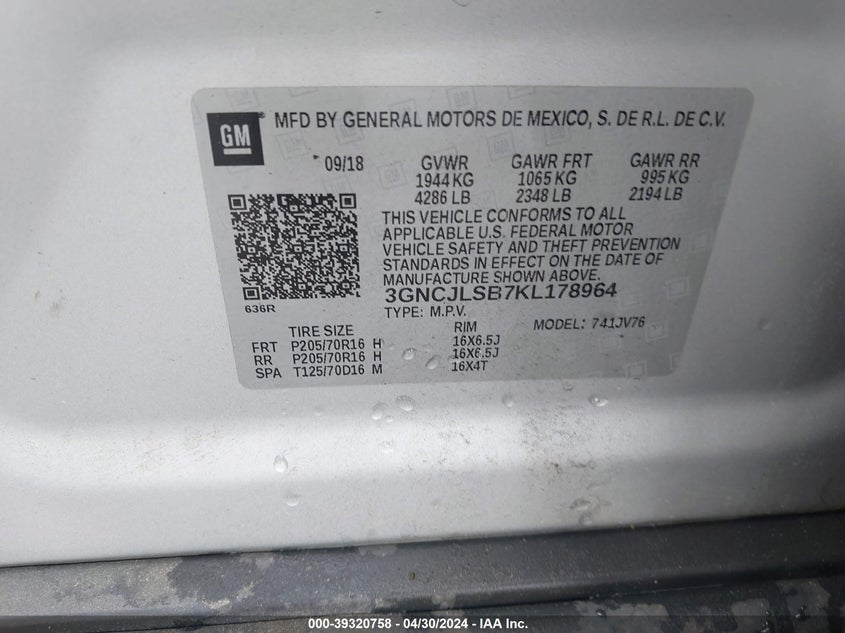 GM® MFD BY GENERAL MOTORS DE MEXICO, S. DE R.L. DE C.V.
09/18 GVWR GAWR FRT GAWR RR
1944 KG 1065 KG 995 KG
4286 LB 2348 LB 2194 LB
THIS VEHICLE CONFORMS TO ALL
APPLICABLE U.S. FEDERAL MOTOR
VEHICLE SAFETY AND THEFT PREVENTION
STANDARDS IN EFFECT ON THE DATE OF
MANUFACTURE SHOWN ABOVE.
636R 3GNCJLSB7KL178964
TYPE: M.P.V. MODEL: 741JV76
TIRE SIZE RIM
FRT P205/70R16 H 16X6.5J
RR P205/70R16 H 16X6.5J
SPA T125/70D16 M 16X4T
000-39320758 - 04/30/2024 - IAA Inc.